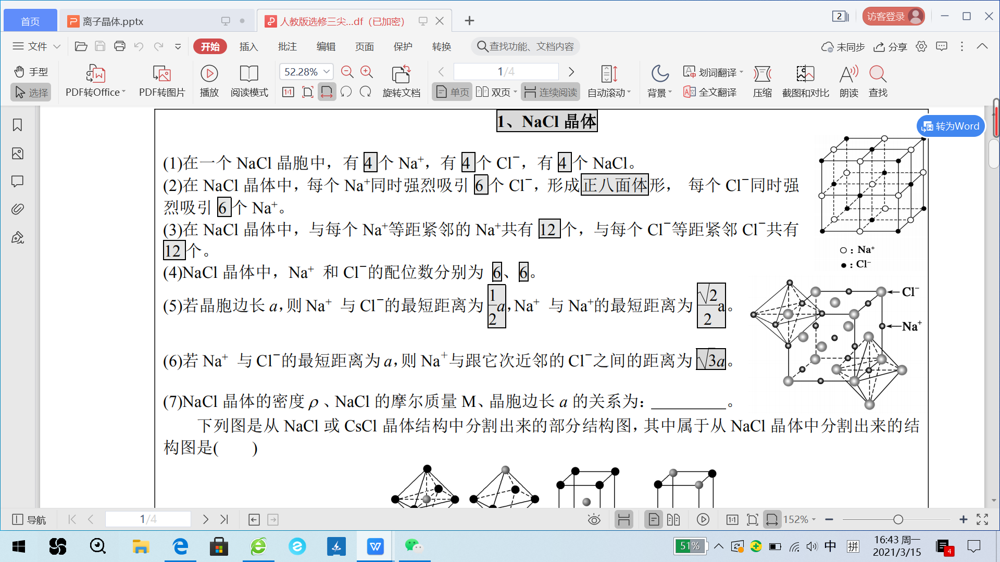 首页
离子晶体.pptx
人教版选修三尖...df（已加密）
2
访客登录
文件
开始
插入
批注
编辑
页面
保护
转换
查找功能、文档内容
未同步
分享
手型
选择
PDF转Office
PDF转图片
播放
阅读模式
52.28%
1:1
旋转文档
1/4
单页
双页
连续阅读
自动滚动
背景
划词翻译
全文翻译
压缩
截图和对比
朗读
查找
转为Word
1、NaCl 晶体
(1)在一个 NaCl 晶胞中，有 4 个 Na⁺，有 4 个 Cl⁻，有 4 个 NaCl。
(2)在 NaCl 晶体中，每个 Na⁺同时强烈吸引 6 个 Cl⁻，形成正八面体形， 每个 Cl⁻同时强
烈吸引 6 个 Na⁺。
(3)在 NaCl 晶体中，与每个 Na⁺等距紧邻的 Na⁺共有 12 个，与每个 Cl⁻等距紧邻 Cl⁻共有
12 个。
(4)NaCl 晶体中，Na⁺ 和 Cl⁻的配位数分别为 6、6。
(5)若晶胞边长 a，则 Na⁺ 与 Cl⁻的最短距离为 1/2 a，Na⁺ 与 Na⁺的最短距离为 √2/2 a。
(6)若 Na⁺ 与 Cl⁻的最短距离为 a，则 Na⁺与跟它次近邻的 Cl⁻之间的距离为 √3a。
(7)NaCl 晶体的密度 ρ 、NaCl 的摩尔质量 M、晶胞边长 a 的关系为：_________。
下列图是从 NaCl 或 CsCl 晶体结构中分割出来的部分结构图，其中属于从 NaCl 晶体中分割出来的结
构图是(　　)
○：Na⁺
●：Cl⁻
Cl⁻
Na⁺
导航
1/4
1:1
152%
51%
中
拼
16:43 周一
2021/3/15
4